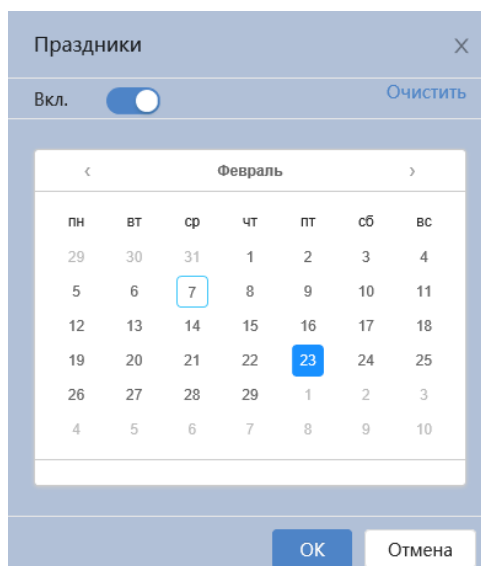 Праздники
Вкл. Очистить
Февраль
пн вт ср чт пт сб вс
29 30 31 1 2 3 4
5 6 7 8 9 10 11
12 13 14 15 16 17 18
19 20 21 22 23 24 25
26 27 28 29 1 2 3
4 5 6 7 8 9 10
OK Отмена